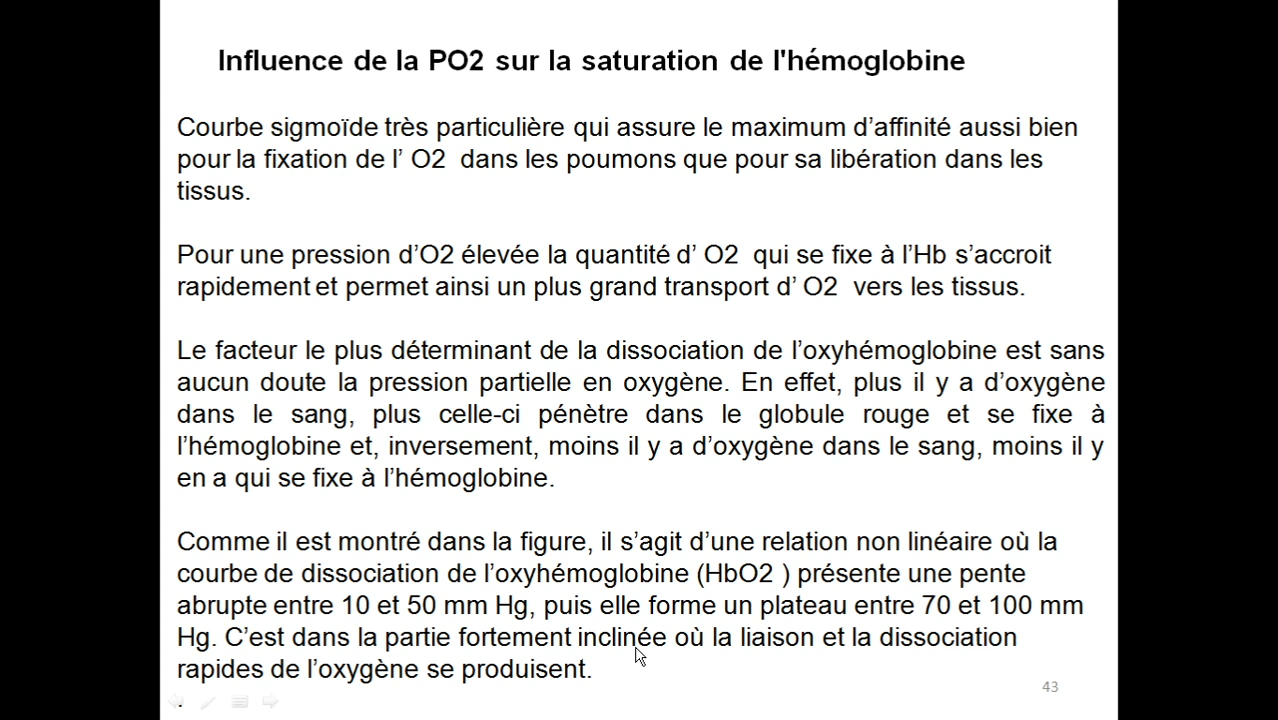 Influence de la PO2 sur la saturation de l'hémoglobine
Courbe sigmoïde très particulière qui assure le maximum d’affinité aussi bien
pour la fixation de l’ O2 dans les poumons que pour sa libération dans les
tissus.
Pour une pression d’O2 élevée la quantité d’ O2 qui se fixe à l’Hb s’accroit
rapidement et permet ainsi un plus grand transport d’ O2 vers les tissus.
Le facteur le plus déterminant de la dissociation de l’oxyhémoglobine est sans
aucun doute la pression partielle en oxygène. En effet, plus il y a d’oxygène
dans le sang, plus celle-ci pénètre dans le globule rouge et se fixe à
l’hémoglobine et, inversement, moins il y a d’oxygène dans le sang, moins il y
en a qui se fixe à l’hémoglobine.
Comme il est montré dans la figure, il s’agit d’une relation non linéaire où la
courbe de dissociation de l’oxyhémoglobine (HbO2 ) présente une pente
abrupte entre 10 et 50 mm Hg, puis elle forme un plateau entre 70 et 100 mm
Hg. C’est dans la partie fortement inclinée où la liaison et la dissociation
rapides de l’oxygène se produisent.
43